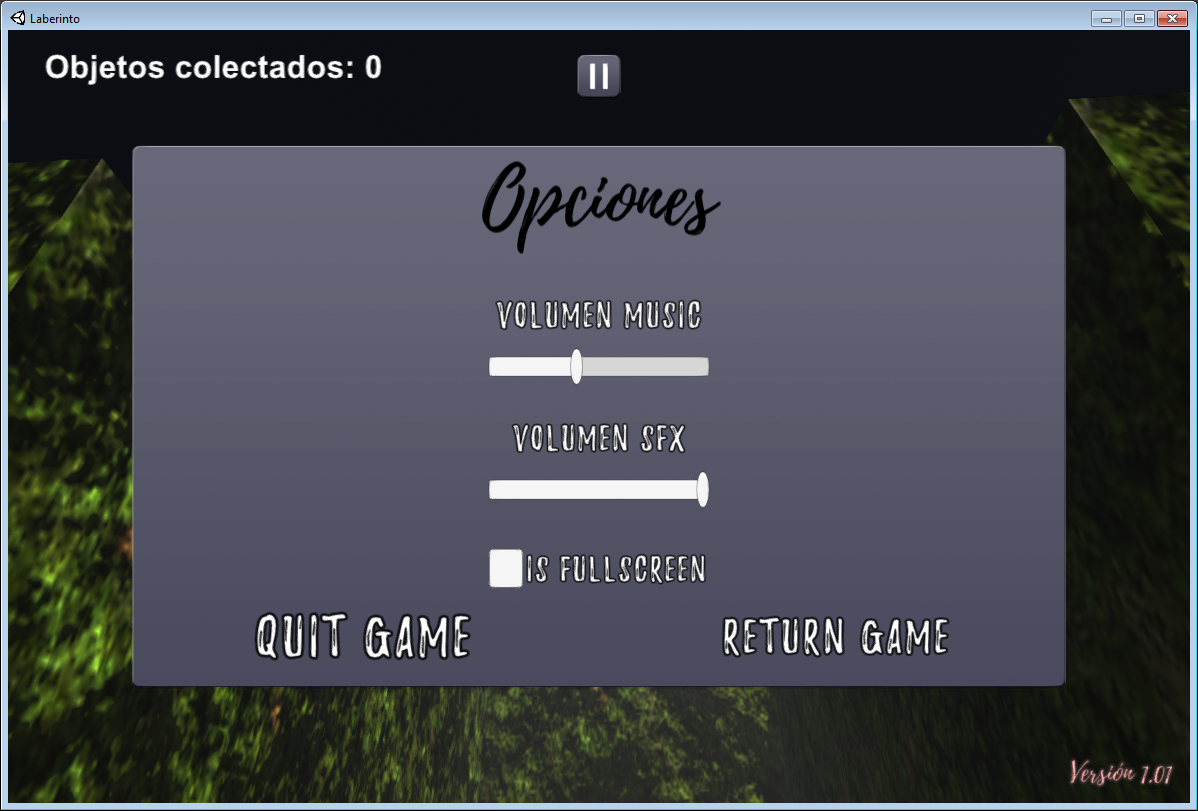 Laberinto
Objetos colectados: 0
Opciones
VOLUMEN MUSIC
VOLUMEN SFX
IS FULLSCREEN
QUIT GAME
RETURN GAME
Versión 1.01